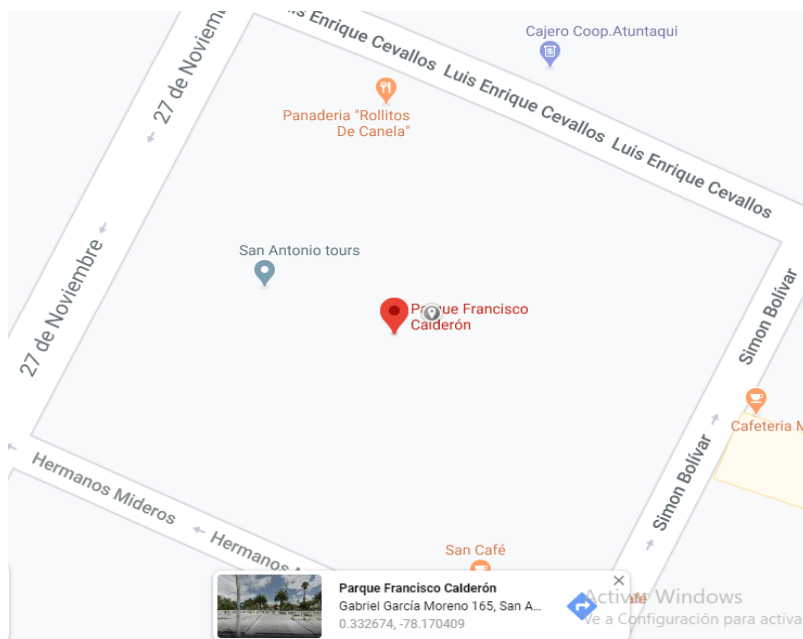 27 de Noviembre
Luis Enrique Cevallos Luis Enrique Cevallos Luis Enrique Cevallos
Cajero Coop.Atuntaqui
Panaderia "Rollitos
De Canela"
San Antonio tours
27 de Noviembre
Parque Francisco
Calderón
Simon Bolívar
Cafeteria M
Simon Bolívar
Hermanos Mideros
Hermanos M
San Café
Parque Francisco Calderón
Gabriel García Moreno 165, San A...
0.332674, -78.170409
Activar Windows
Ve a Configuración para activa